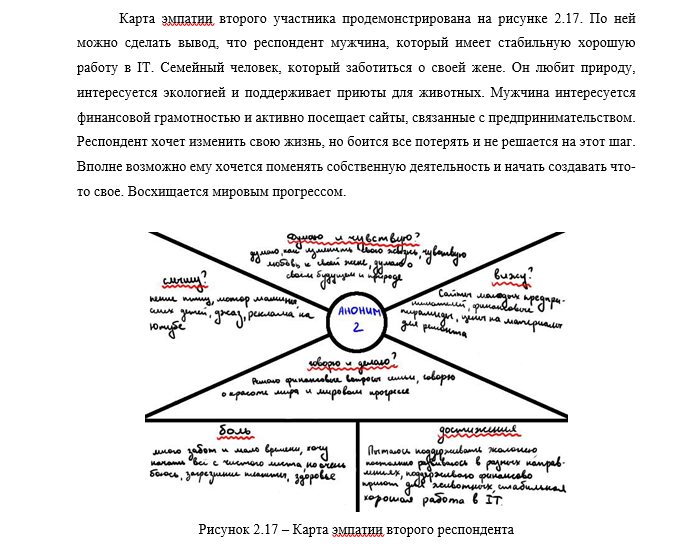 Карта эмпатии второго участника продемонстрирована на рисунке 2.17. По ней
можно сделать вывод, что респондент мужчина, который имеет стабильную хорошую
работу в IT. Семейный человек, который заботиться о своей жене. Он любит природу,
интересуется экологией и поддерживает приюты для животных. Мужчина интересуется
финансовой грамотностью и активно посещает сайты, связанные с предпринимательством.
Респондент хочет изменить свою жизнь, но боится все потерять и не решается на этот шаг.
Вполне возможно ему хочется поменять собственную деятельность и начать создавать что-
то свое. Восхищается мировым прогрессом.
Думаю и чувствую?
думаю, как изменить свою жизнь, чувствую
любовь к своей жене, думаю о
своем будущем и природе
слышу?
пение птиц, мотор машины
смех детей, джаз, реклама на
Ютубе
вижу?
Сайты молодых предпри-
нимателей, финансовые
пирамиды, цены на материалы
для ремонта
АНОНИМ
2
говорю и делаю?
Решаю финансовые вопросы семьи, говорю
о красоте мира и мировом прогрессе
боль
много забот и мало времени, хочу
начать всё с чистого листа, но очень
боюсь, загрязнение планеты, здоровье
достижения
Пытаюсь поддерживать экологию,
постоянно развиваюсь в разных направ-
лениях, поддерживаю финансово
приют для животных, стабильная
хорошая работа в IT.
Рисунок 2.17 – Карта эмпатии второго респондента